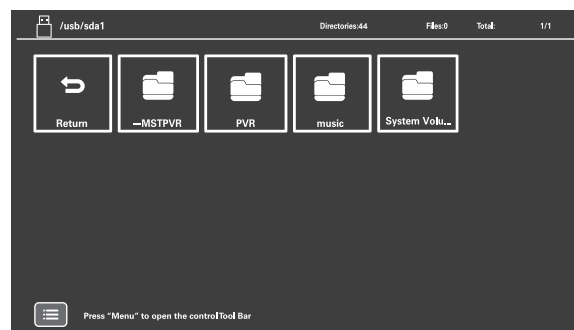 /usb/sda1 Directories:44 Files:0 Total: 1/1
Return —MSTPVR PVR music System Volu...
Press "Menu" to open the control Tool Bar